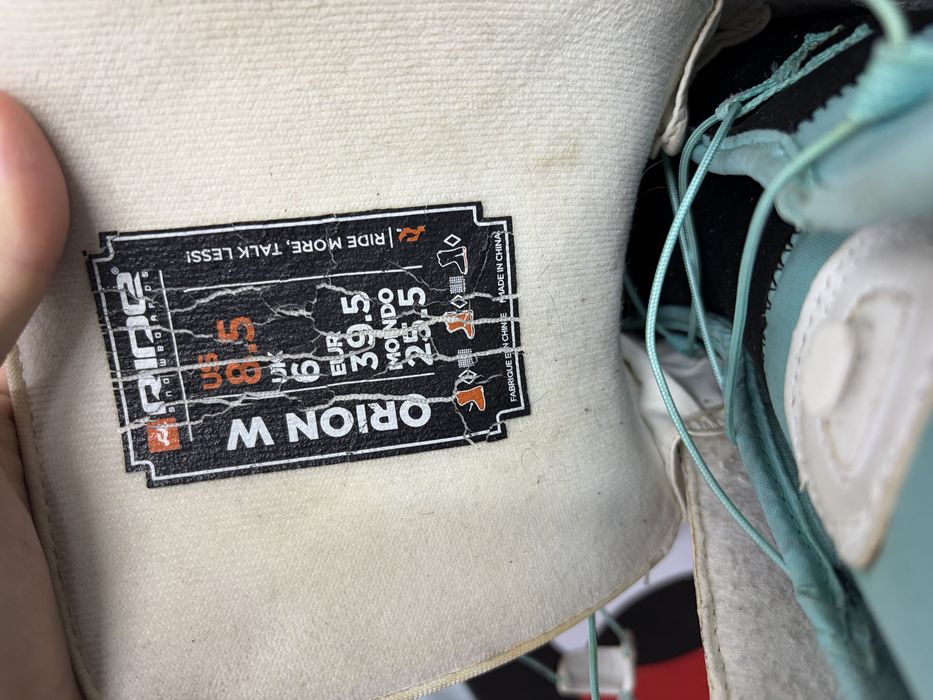 RIDE®
SNOWBOARDS
US
8.5
UK
6
EUR
39.5
MONDO
25.5
ORION W
RIDE MORE, TALK LESS!
FABRIQUE EN CHINE
MADE IN CHINA